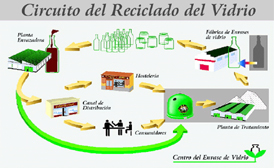 Circuito del Reciclado del Vidrio
Planta
Envasadora
Fábrica de Envases
de vidrio
Hostelería
Canal de
Distribución
Consumidores
Planta de Tratamiento
Centro del Envase de Vidrio